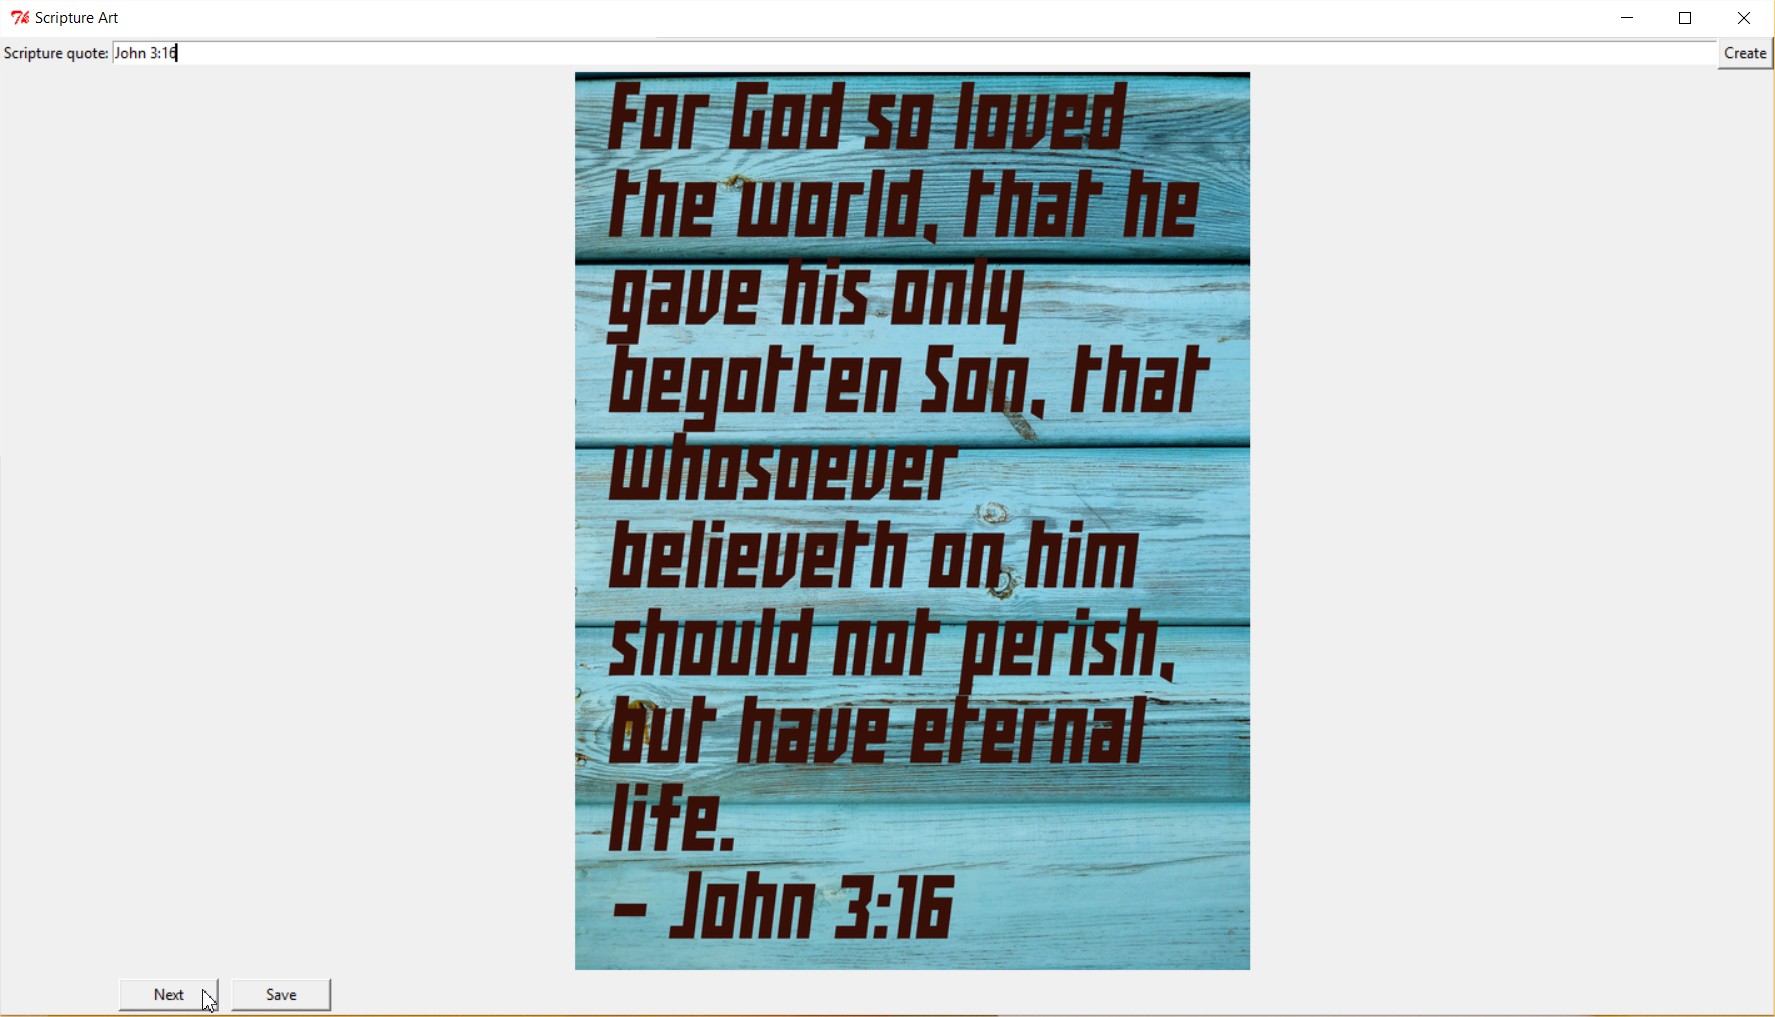 Scripture Art
Scripture quote: John 3:16 Create
For God so loved
the world, that he
gave his only
begotten Son, that
whosoever
believeth on him
should not perish,
but have eternal
life.
- John 3:16
Next Save